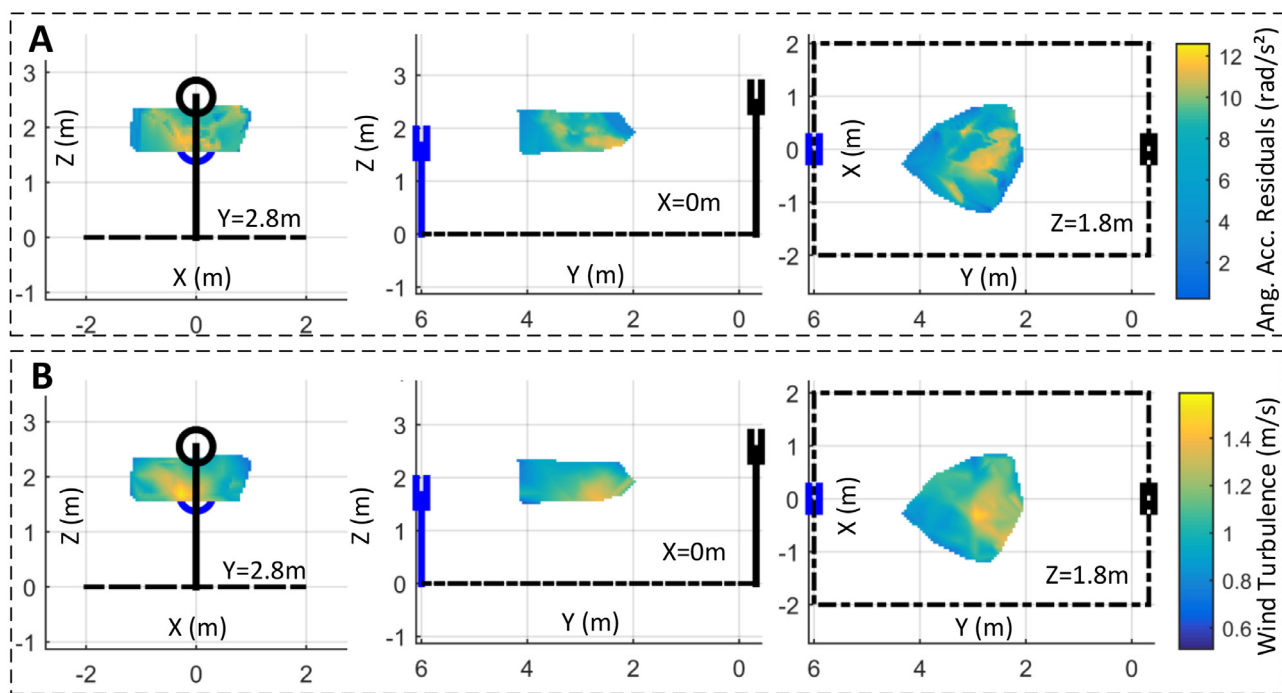 A
Z (m)
3
2
1
0
-1
Y=2.8m
X (m)
-2
0
2
Z (m)
3
2
1
0
-1
X=0m
Y (m)
6
4
2
0
2
1
0
-1
-2
X (m)
Z=1.8m
Y (m)
6
4
2
0
12
10
8
6
4
2
Ang. Acc. Residuals (rad/s²)
B
Z (m)
3
2
1
0
-1
Y=2.8m
X (m)
-2
0
2
Z (m)
3
2
1
0
-1
X=0m
Y (m)
6
4
2
0
2
1
0
-1
-2
X (m)
Z=1.8m
Y (m)
6
4
2
0
1.4
1.2
1
0.8
0.6
Wind Turbulence (m/s)